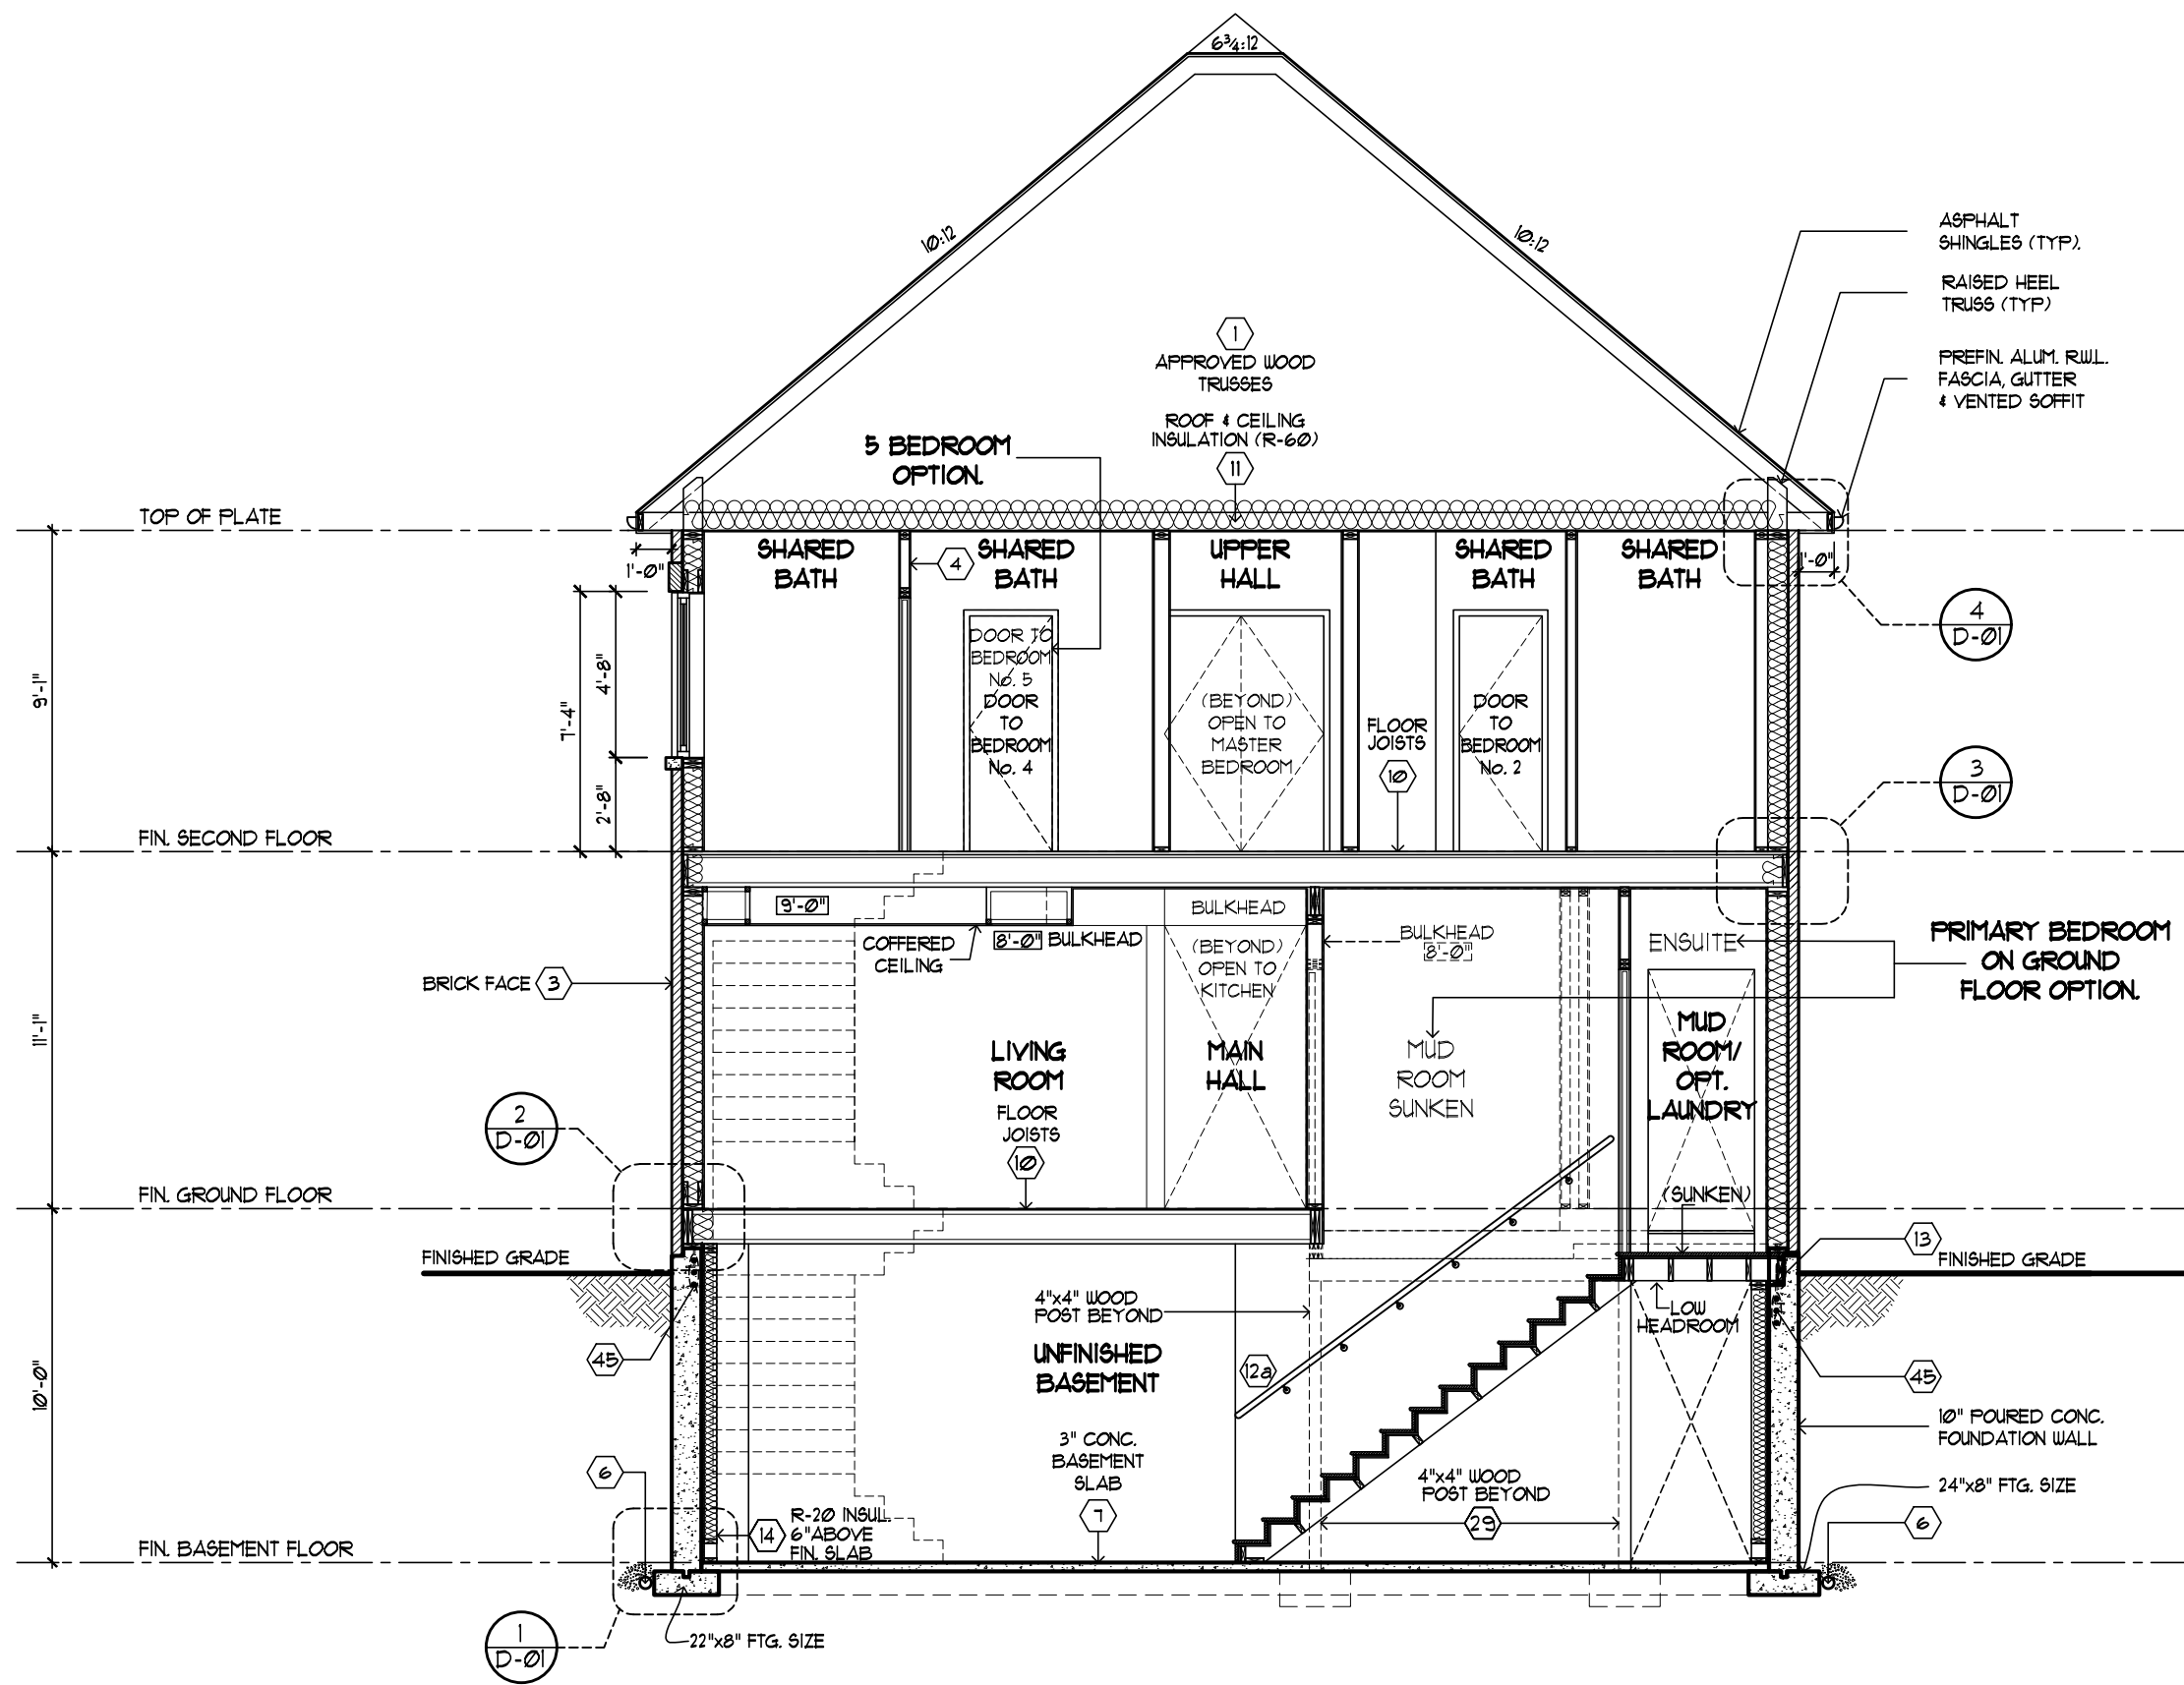 6¾:12
10:12
10:12
ASPHALT
SHINGLES (TYP).
RAISED HEEL
TRUSS (TYP)
PREFIN. ALUM. R.W.L.
FASCIA, GUTTER
& VENTED SOFFIT
1
APPROVED WOOD
TRUSSES
ROOF & CEILING
INSULATION (R-60)
11
5 BEDROOM
OPTION.
TOP OF PLATE
SHARED
BATH
4
SHARED
BATH
UPPER
HALL
SHARED
BATH
SHARED
BATH
1'-0"
1'-0"
4
D-01
9'-1"
7'-4"
4'-8"
2'-8"
DOOR TO
BEDROOM
No. 5
DOOR
TO
BEDROOM
No. 4
(BEYOND)
OPEN TO
MASTER
BEDROOM
FLOOR
JOISTS
10
DOOR
TO
BEDROOM
No. 2
3
D-01
FIN. SECOND FLOOR
9'-0"
COFFERED
CEILING
8'-0" BULKHEAD
BULKHEAD
(BEYOND)
OPEN TO
KITCHEN
BULKHEAD
8'-0"
ENSUITE
PRIMARY BEDROOM
ON GROUND
FLOOR OPTION.
BRICK FACE 3
11'-1"
LIVING
ROOM
FLOOR
JOISTS
10
MAIN
HALL
MUD
ROOM
SUNKEN
MUD
ROOM/
OPT.
LAUNDRY
(SUNKEN)
2
D-01
FIN. GROUND FLOOR
FINISHED GRADE
13
FINISHED GRADE
4"x4" WOOD
POST BEYOND
LOW
HEADROOM
UNFINISHED
BASEMENT
12a
45
45
10'-0"
10" POURED CONC.
FOUNDATION WALL
3" CONC.
BASEMENT
SLAB
7
4"x4" WOOD
POST BEYOND
29
24"x8" FTG. SIZE
6
6
14
R-20 INSUL.
6"ABOVE
FIN. SLAB
FIN. BASEMENT FLOOR
1
D-01
22"x8" FTG. SIZE